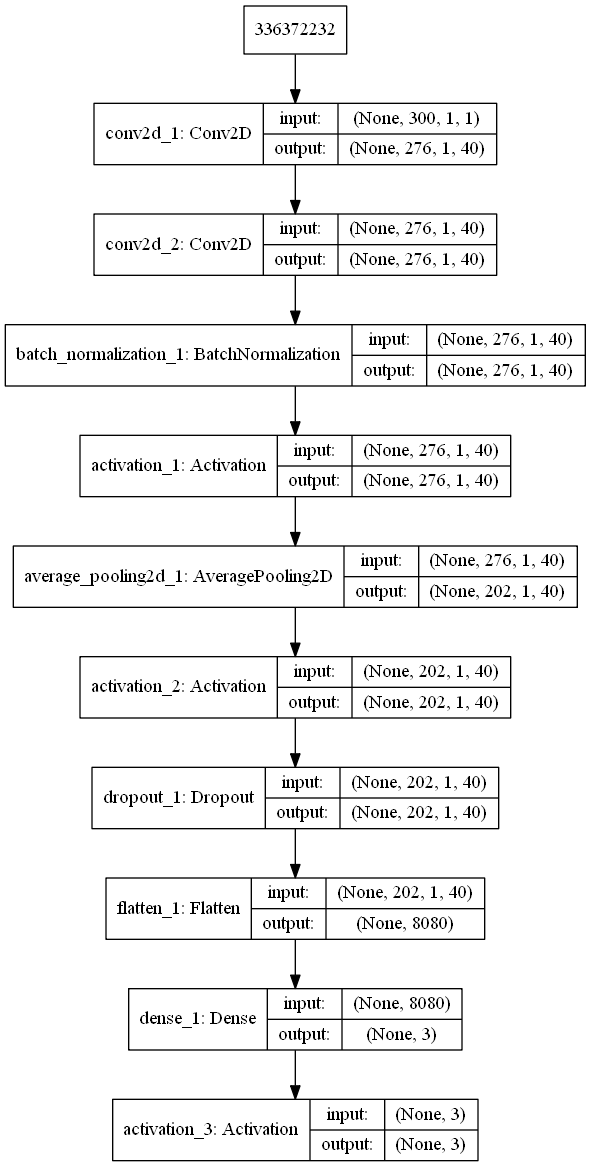 336372232
conv2d_1: Conv2D
input: (None, 300, 1, 1)
output: (None, 276, 1, 40)
conv2d_2: Conv2D
input: (None, 276, 1, 40)
output: (None, 276, 1, 40)
batch_normalization_1: BatchNormalization
input: (None, 276, 1, 40)
output: (None, 276, 1, 40)
activation_1: Activation
input: (None, 276, 1, 40)
output: (None, 276, 1, 40)
average_pooling2d_1: AveragePooling2D
input: (None, 276, 1, 40)
output: (None, 202, 1, 40)
activation_2: Activation
input: (None, 202, 1, 40)
output: (None, 202, 1, 40)
dropout_1: Dropout
input: (None, 202, 1, 40)
output: (None, 202, 1, 40)
flatten_1: Flatten
input: (None, 202, 1, 40)
output: (None, 8080)
dense_1: Dense
input: (None, 8080)
output: (None, 3)
activation_3: Activation
input: (None, 3)
output: (None, 3)